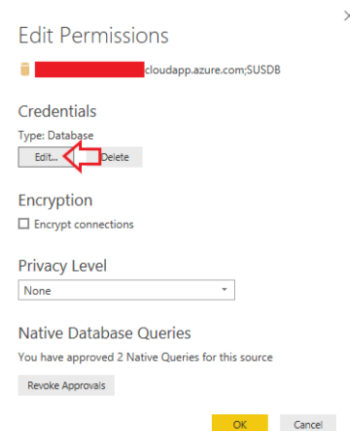 Edit Permissions
cloudapp.azure.com;SUSDB
Credentials
Type: Database
Edit... Delete
Encryption
Encrypt connections
Privacy Level
None
Native Database Queries
You have approved 2 Native Queries for this source
Revoke Approvals
OK Cancel